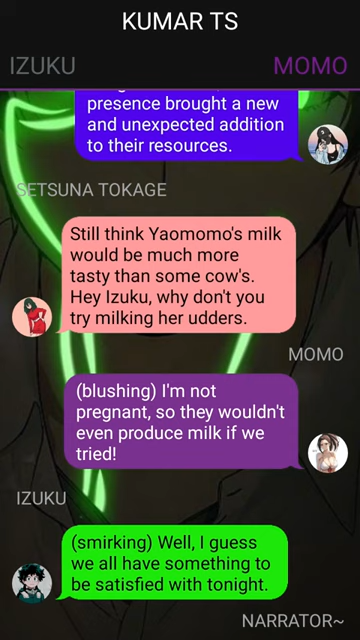 KUMAR TS
IZUKU
MOMO
presence brought a new
and unexpected addition
to their resources.
SETSUNA TOKAGE
Still think Yaomomo's milk
would be much more
tasty than some cow's.
Hey Izuku, why don't you
try milking her udders.
MOMO
(blushing) I'm not
pregnant, so they wouldn't
even produce milk if we
tried!
IZUKU
(smirking) Well, I guess
we all have something to
be satisfied with tonight.
NARRATOR~